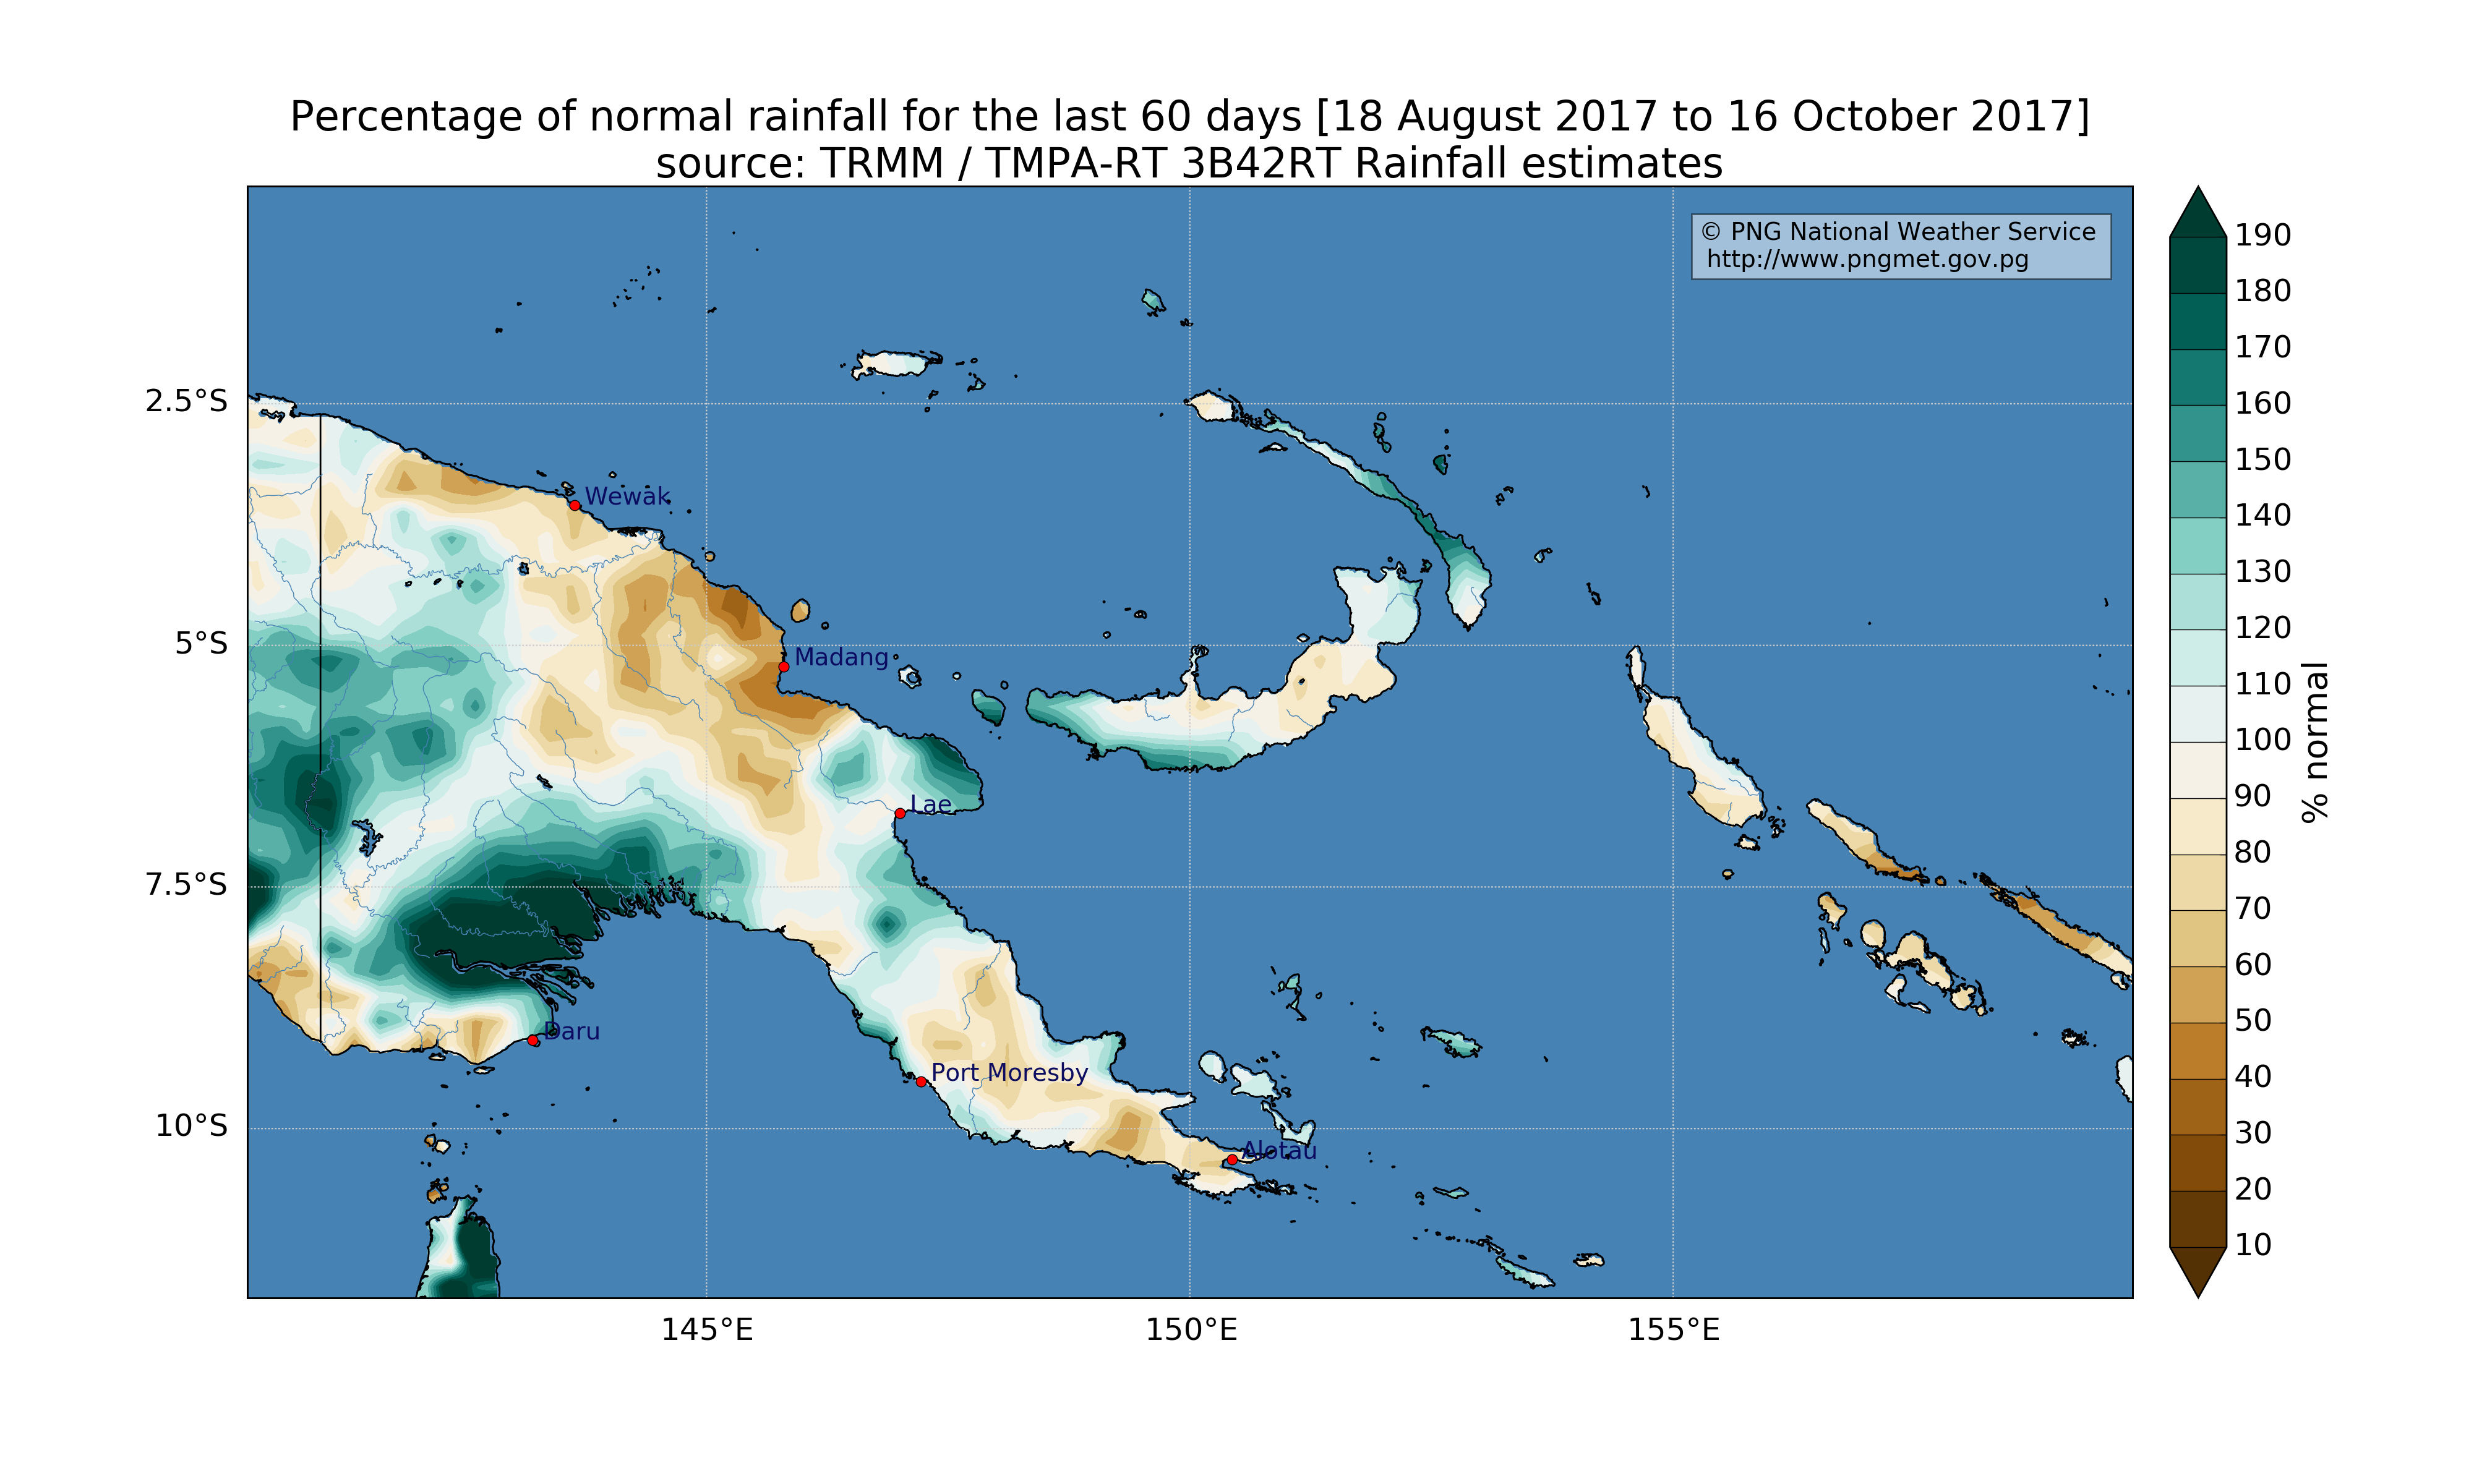 Percentage of normal rainfall for the last 60 days [18 August 2017 to 16 October 2017]
source: TRMM / TMPA-RT 3B42RT Rainfall estimates
© PNG National Weather Service
http://www.pngmet.gov.pg
2.5°S
5°S
7.5°S
10°S
Wewak
Madang
Lae
Daru
Port Moresby
Alotau
145°E
150°E
155°E
190
180
170
160
150
140
130
120
110
100
90
80
70
60
50
40
30
20
10
% normal